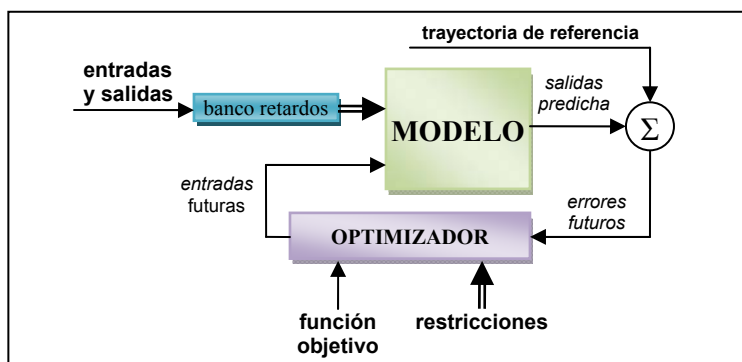 trayectoria de referencia
entradas
y salidas
banco retardos
MODELO
salidas
predicha
Σ
entradas
futuras
errores
futuros
OPTIMIZADOR
función
objetivo
restricciones